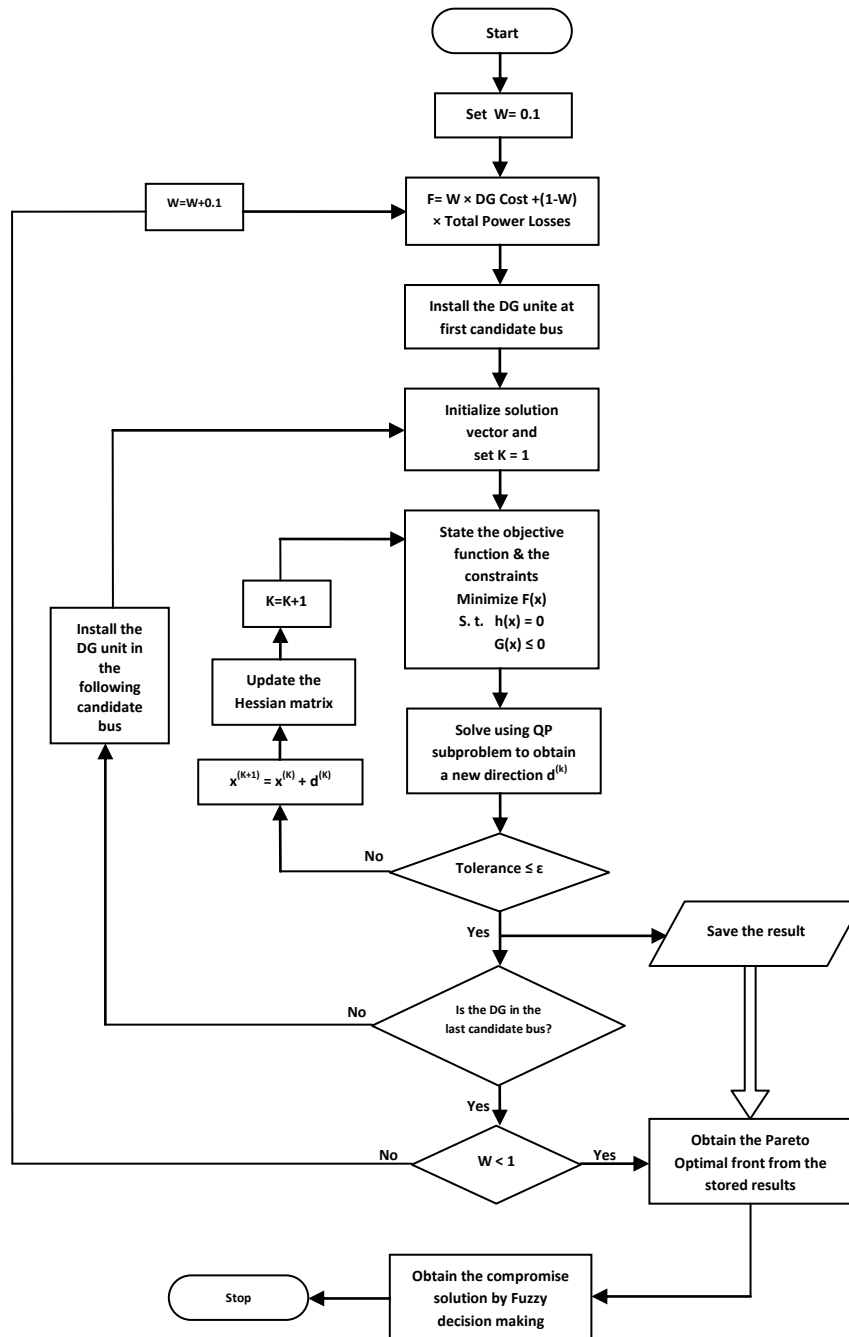 Start
Set W= 0.1
W=W+0.1
F= W × DG Cost +(1-W)
× Total Power Losses
Install the DG unite at
first candidate bus
Initialize solution
vector and
set K = 1
State the objective
function & the
constraints
Minimize F(x)
S. t. h(x) = 0
G(x) ≤ 0
K=K+1
Install the
DG unit in
the
following
candidate
bus
Update the
Hessian matrix
Solve using QP
subproblem to obtain
a new direction d^(k)
x^(K+1) = x^(K) + d^(K)
No
Tolerance ≤ ε
Yes
Save the result
No
Is the DG in the
last candidate bus?
Yes
No
W < 1
Yes
Obtain the Pareto
Optimal front from the
stored results
Obtain the compromise
solution by Fuzzy
decision making
Stop